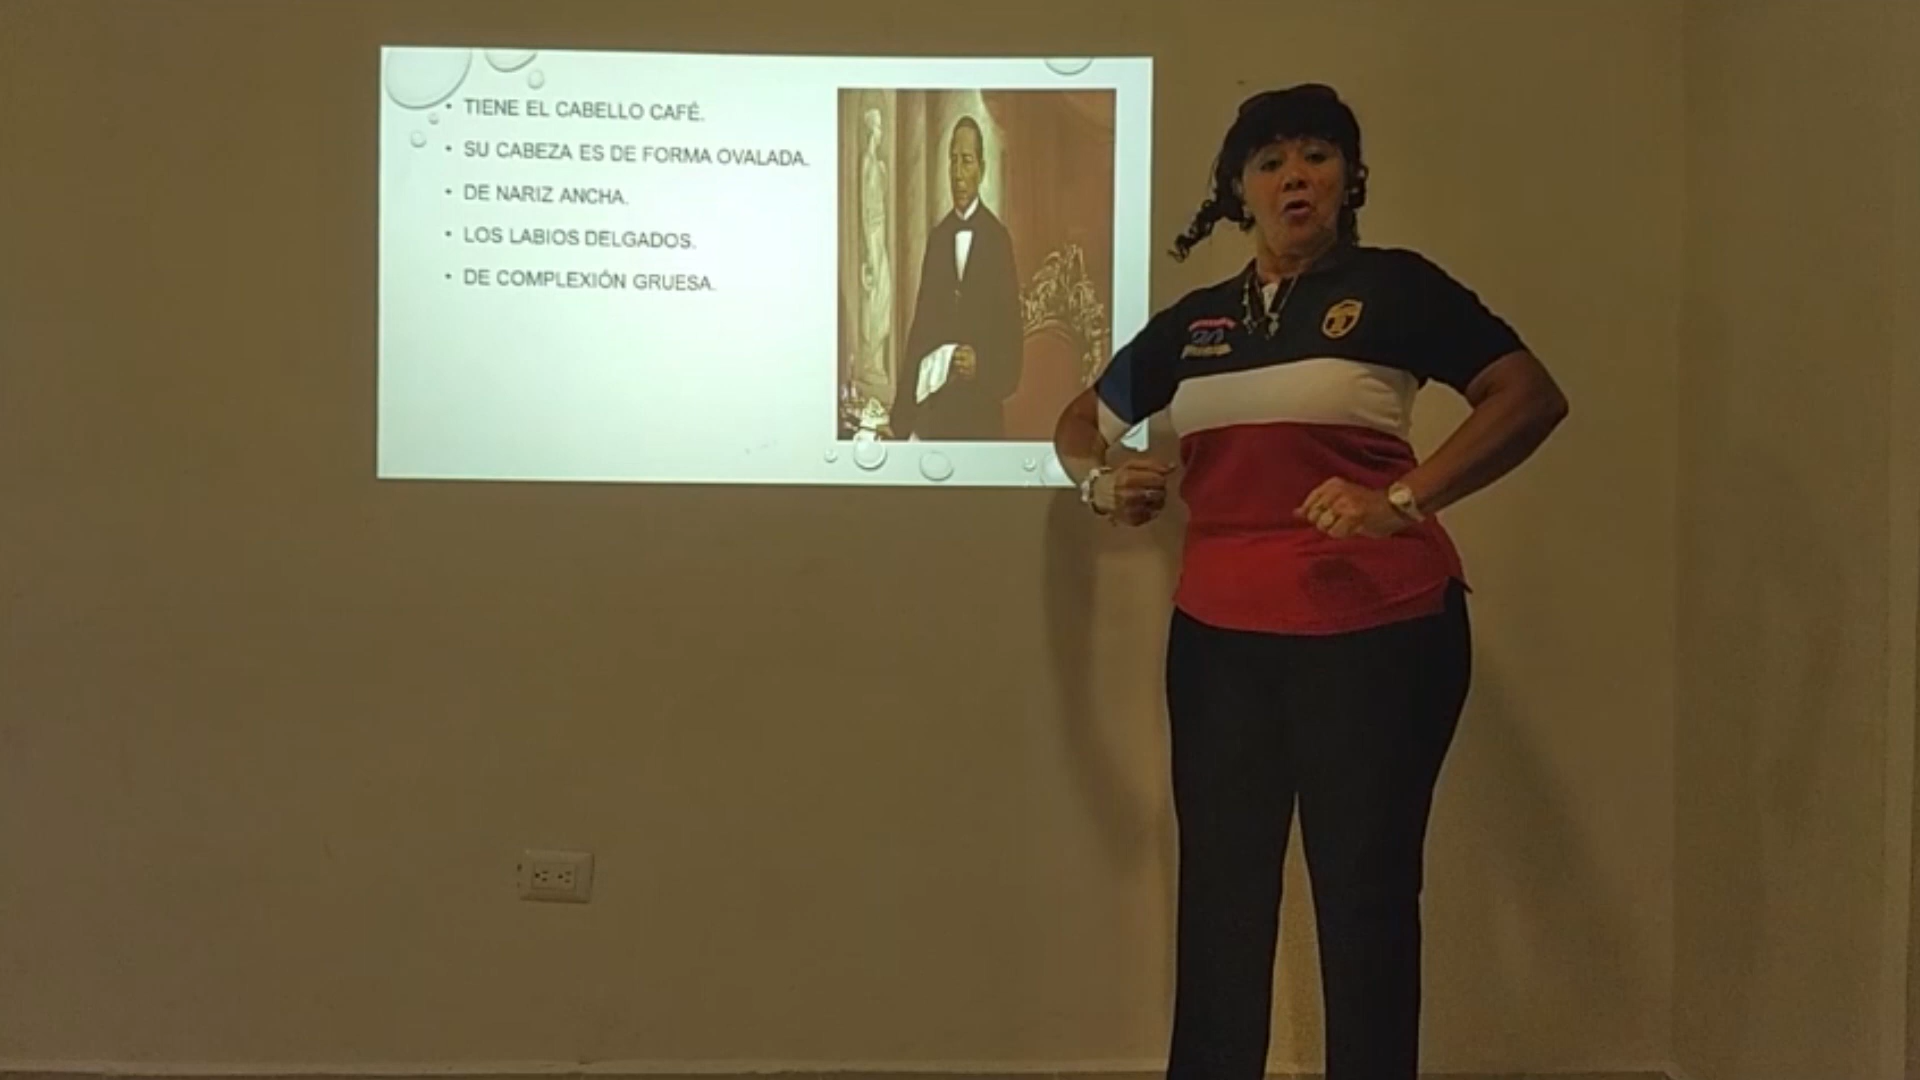 • TIENE EL CABELLO CAFÉ.
• SU CABEZA ES DE FORMA OVALADA.
• DE NARIZ ANCHA.
• LOS LABIOS DELGADOS.
• DE COMPLEXIÓN GRUESA.